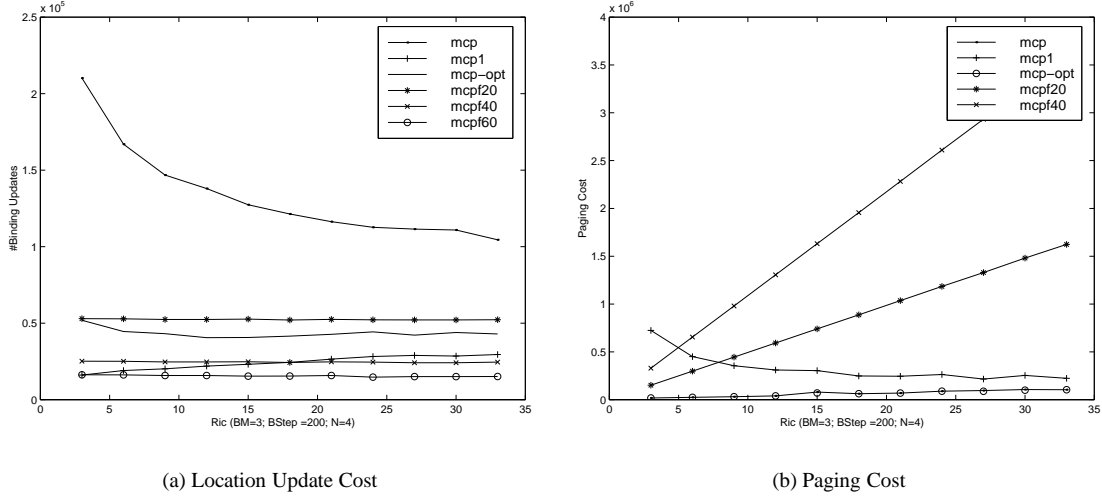 x 10^5
2.5
2
1.5
1
0.5
0
#Binding Updates
mcp
mcp1
mcp−opt
mcpf20
mcpf40
mcpf60
0 5 10 15 20 25 30 35
Ric (BM=3; BStep =200; N=4)
(a) Location Update Cost
x 10^6
4
3.5
3
2.5
2
1.5
1
0.5
0
Paging Cost
mcp
mcp1
mcp−opt
mcpf20
mcpf40
0 5 10 15 20 25 30 35
Ric (BM=3; BStep =200; N=4)
(b) Paging Cost